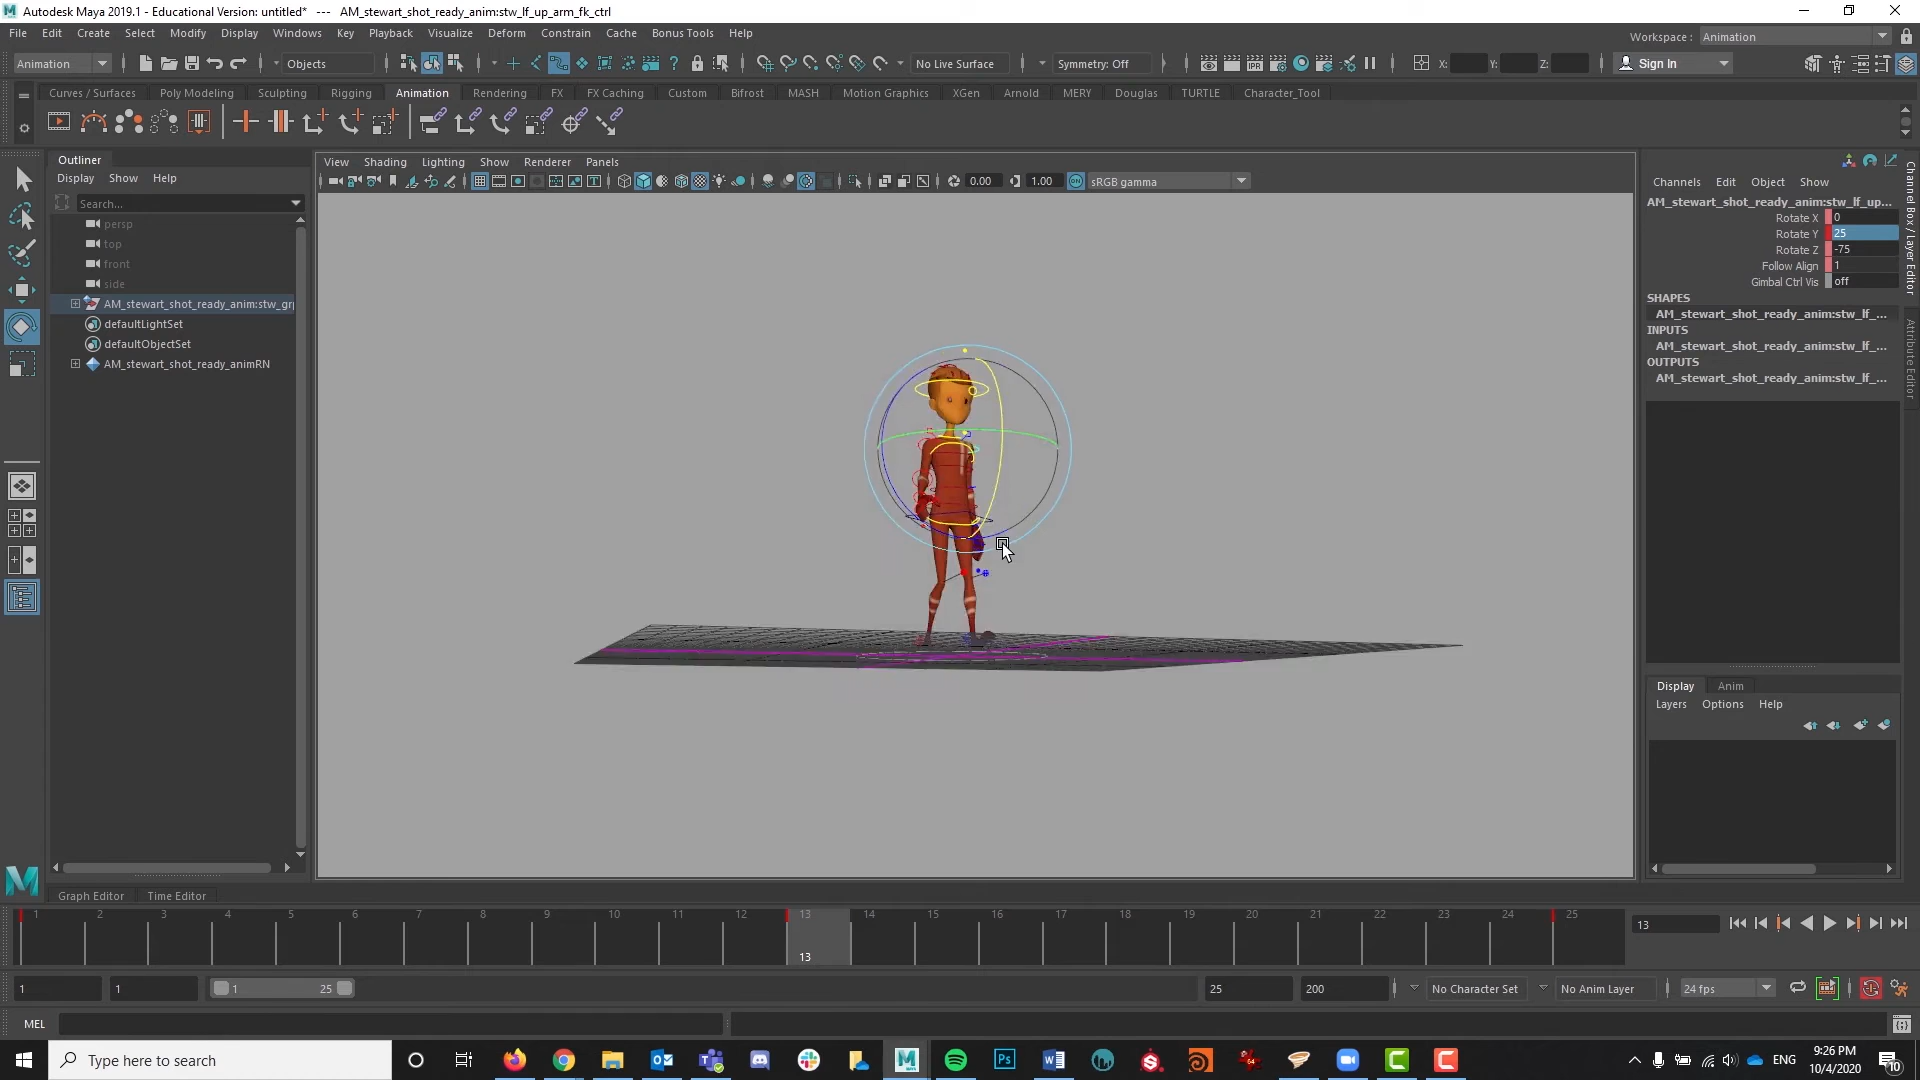 Autodesk Maya 2019.1 - Educational Version: untitled*   ---   AM_stewart_shot_ready_anim:stw_lf_up_arm_fk_ctrl
File Edit Create Select Modify Display Windows Key Playback Visualize Deform Constrain Cache Bonus Tools Help
Workspace : Animation
Animation Objects No Live Surface Symmetry: Off X: Y: Z: Sign In
Curves / Surfaces Poly Modeling Sculpting Rigging Animation Rendering FX FX Caching Custom Bifrost MASH Motion Graphics XGen Arnold MERY Douglas TURTLE Character_Tool
Outliner
Display Show Help
Search...
persp
top
front
side
AM_stewart_shot_ready_anim:stw_gr
defaultLightSet
defaultObjectSet
AM_stewart_shot_ready_animRN
View Shading Lighting Show Renderer Panels
0.00 1.00 ON sRGB gamma
Channels Edit Object Show
AM_stewart_shot_ready_anim:stw_lf_up...
Rotate X 0
Rotate Y 25
Rotate Z -75
Follow Align 1
Gimbal Ctrl Vis off
SHAPES
AM_stewart_shot_ready_anim:stw_lf_...
INPUTS
AM_stewart_shot_ready_anim:stw_lf_...
OUTPUTS
AM_stewart_shot_ready_anim:stw_lf_...
Channel Box / Layer Editor
Attribute Editor
Display Anim
Layers Options Help
Graph Editor Time Editor
1 2 3 4 5 6 7 8 9 10 11 12 13 14 15 16 17 18 19 20 21 22 23 24 25
13
13
1 1 1 25 25 200 No Character Set No Anim Layer 24 fps
MEL
Type here to search
ENG
9:26 PM
10/4/2020
10